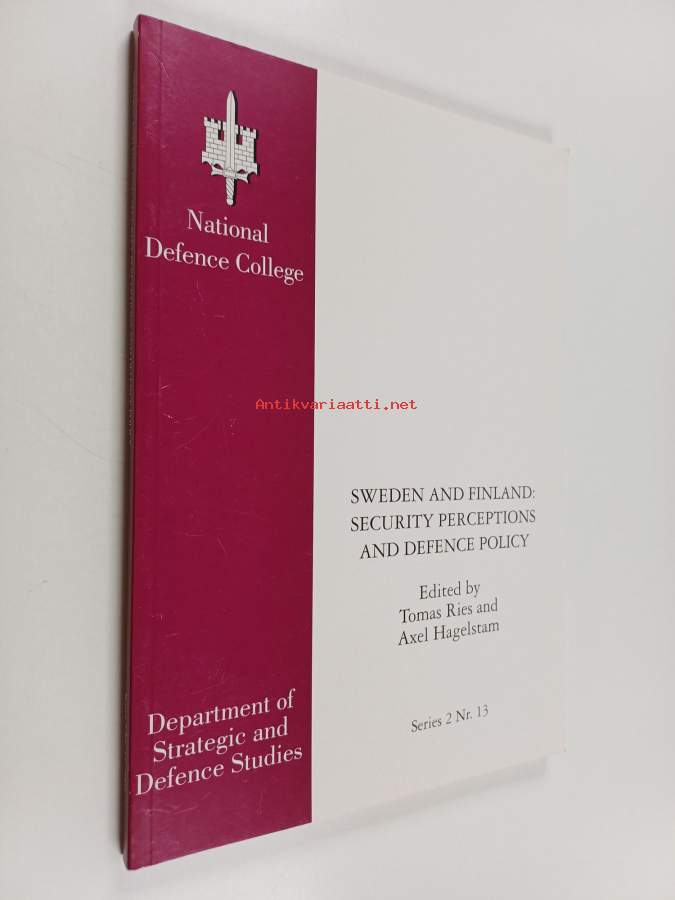 National
Defence College
Antikvariaatti.net
SWEDEN AND FINLAND:
SECURITY PERCEPTIONS
AND DEFENCE POLICY
Edited by
Tomas Ries and
Axel Hagelstam
Series 2 Nr. 13
Department of
Strategic and
Defence Studies